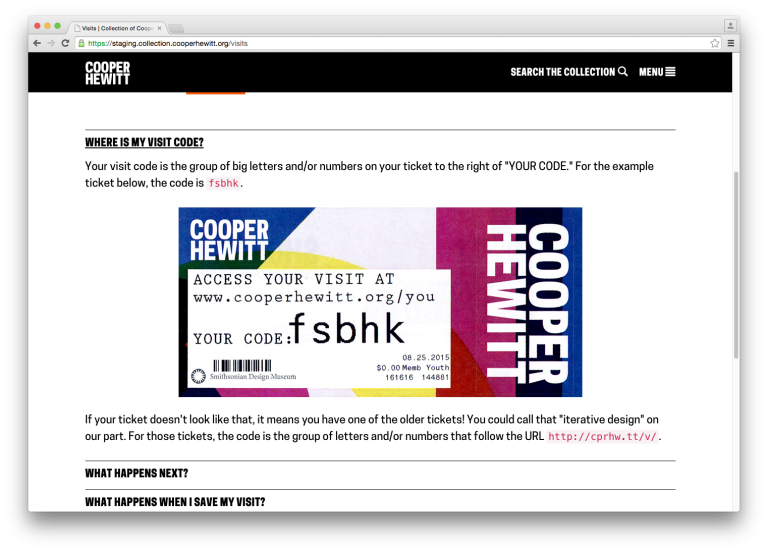 Visits | Collection of Coope
https://staging.collection.cooperhewitt.org/visits
COOPER
HEWITT
SEARCH THE COLLECTION
MENU
WHERE IS MY VISIT CODE?
Your visit code is the group of big letters and/or numbers on your ticket to the right of "YOUR CODE." For the example
ticket below, the code is fsbhk.
COOPER
HEWITT
ACCESS YOUR VISIT AT
www.cooperhewitt.org/you
YOUR CODE:fsbhk
08.25.2015
$0.00 Memb Youth
161616 144881
Smithsonian Design Museum
COOPER
HEWITT
If your ticket doesn't look like that, it means you have one of the older tickets! You could call that "iterative design" on
our part. For those tickets, the code is the group of letters and/or numbers that follow the URL http://cprhw.tt/v/.
WHAT HAPPENS NEXT?
WHAT HAPPENS WHEN I SAVE MY VISIT?